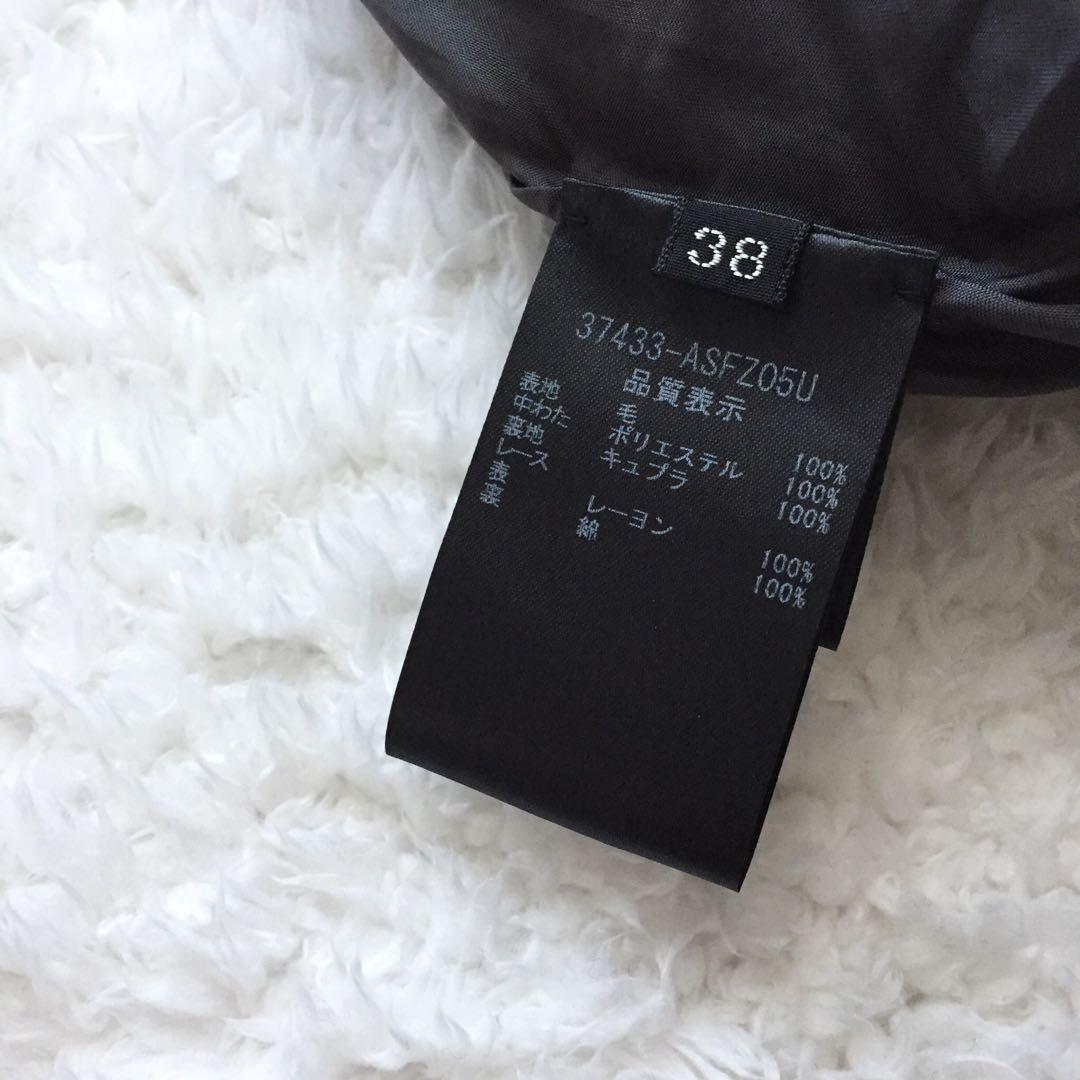 38
37433-ASFZ05U
品質表示
表地 毛 100%
中わた ポリエステル 100%
裏地 キュプラ 100%
レース
表 レーヨン 100%
裏 綿 100%